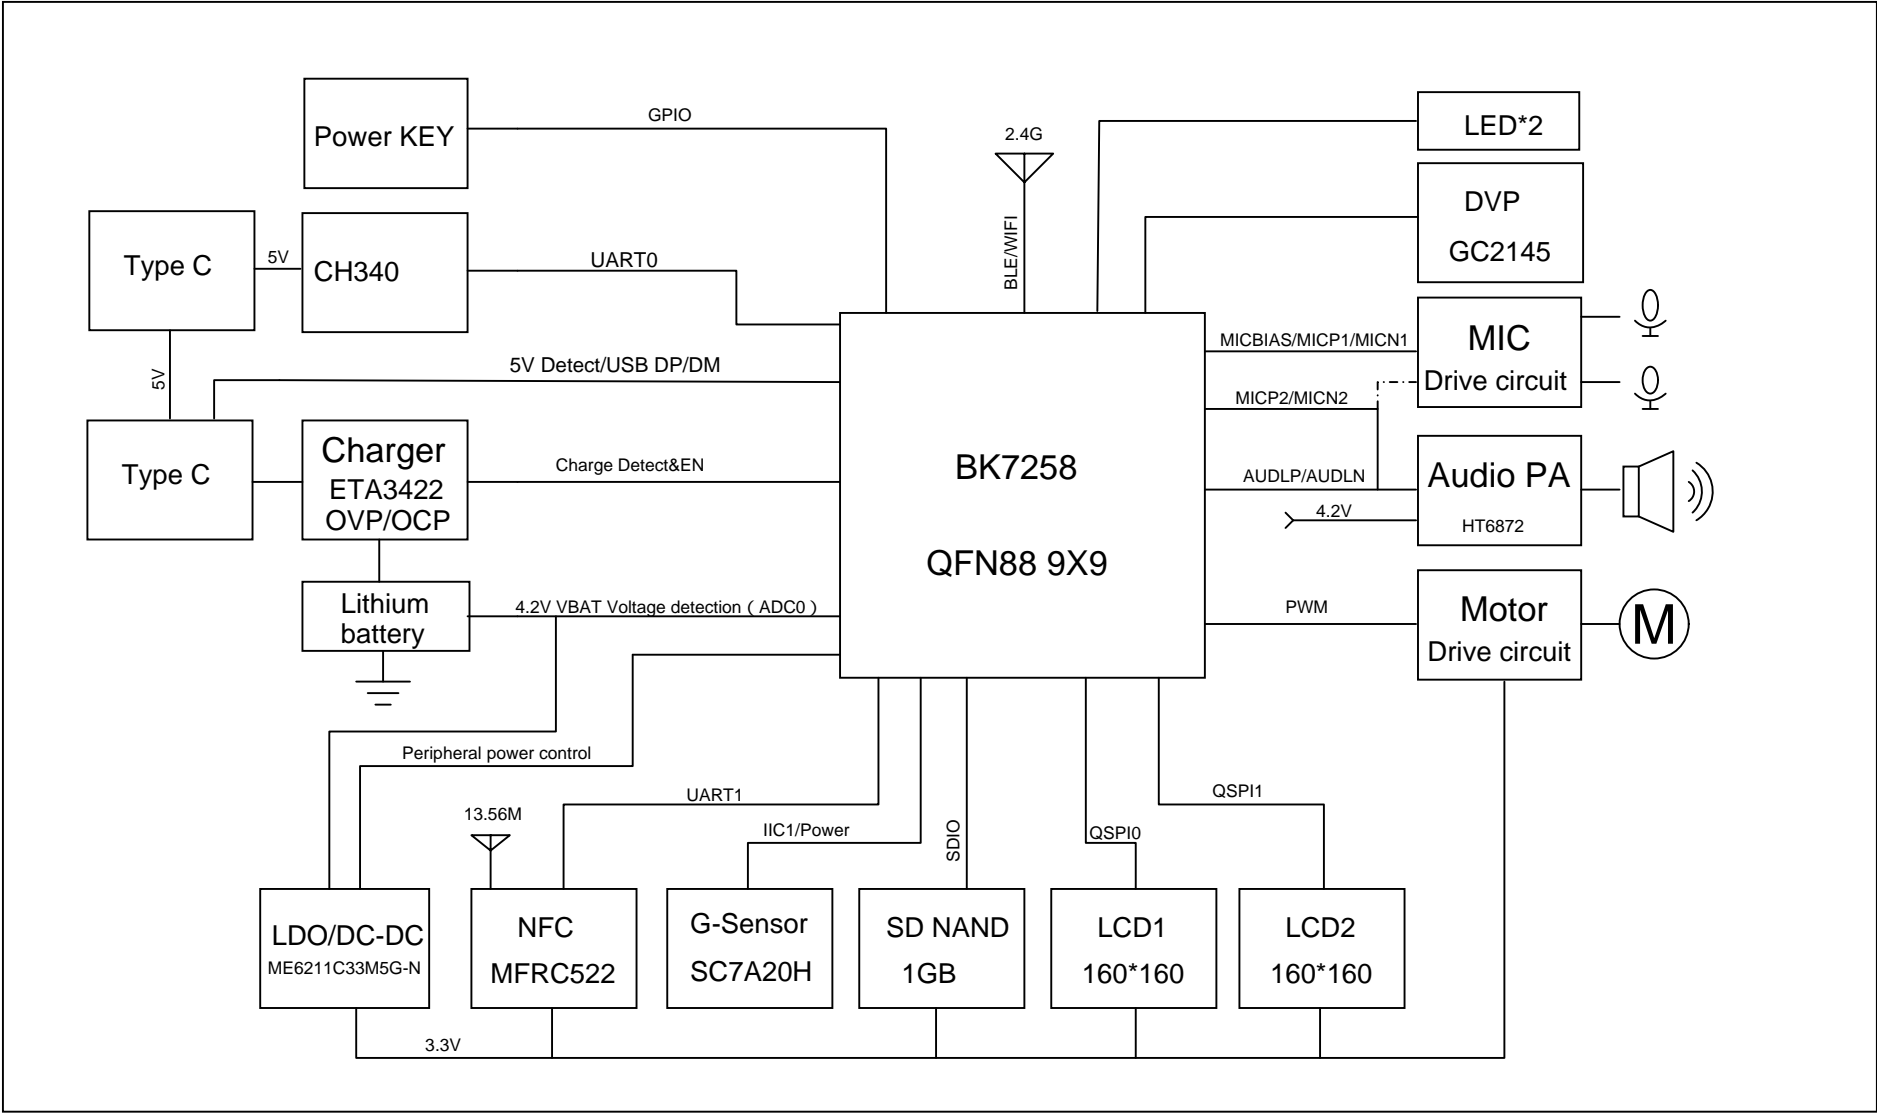 Power KEY
GPIO
2.4G
BLE/WIFI
LED*2
DVP
GC2145
Type C
5V
CH340
UART0
5V
5V Detect/USB DP/DM
MICBIAS/MICP1/MICN1
MIC
Drive circuit
MICP2/MICN2
Type C
Charger
ETA3422
OVP/OCP
Charge Detect&EN
BK7258
QFN88 9X9
AUDLP/AUDLN
4.2V
Audio PA
HT6872
Lithium
battery
4.2V VBAT Voltage detection（ADC0）
PWM
Motor
Drive circuit
M
Peripheral power control
UART1
13.56M
IIC1/Power
SDIO
QSPI0
QSPI1
LDO/DC-DC
ME6211C33M5G-N
NFC
MFRC522
G-Sensor
SC7A20H
SD NAND
1GB
LCD1
160*160
LCD2
160*160
3.3V